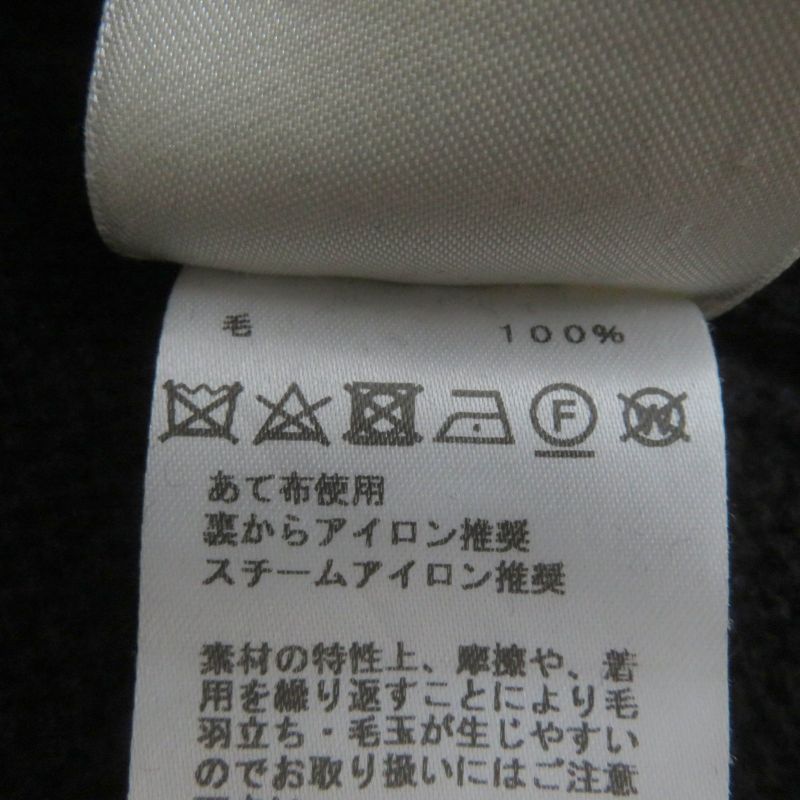 毛 100%
F W
あて布使用
裏からアイロン推奨
スチームアイロン推奨
素材の特性上、摩擦や、着
用を繰り返すことにより毛
羽立ち・毛玉が生じやすい
のでお取り扱いにはご注意